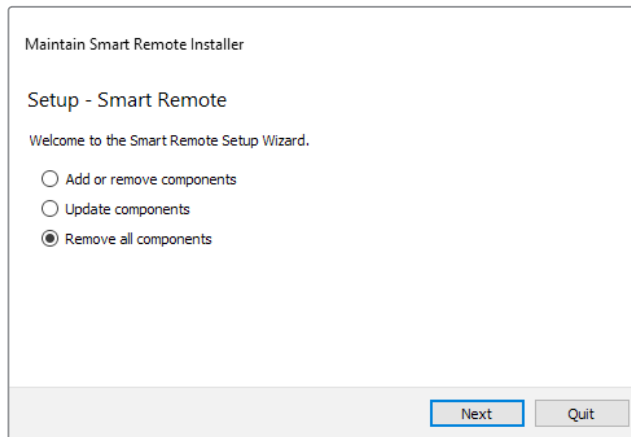 Maintain Smart Remote Installer
Setup - Smart Remote
Welcome to the Smart Remote Setup Wizard.
Add or remove components
Update components
Remove all components
Next Quit